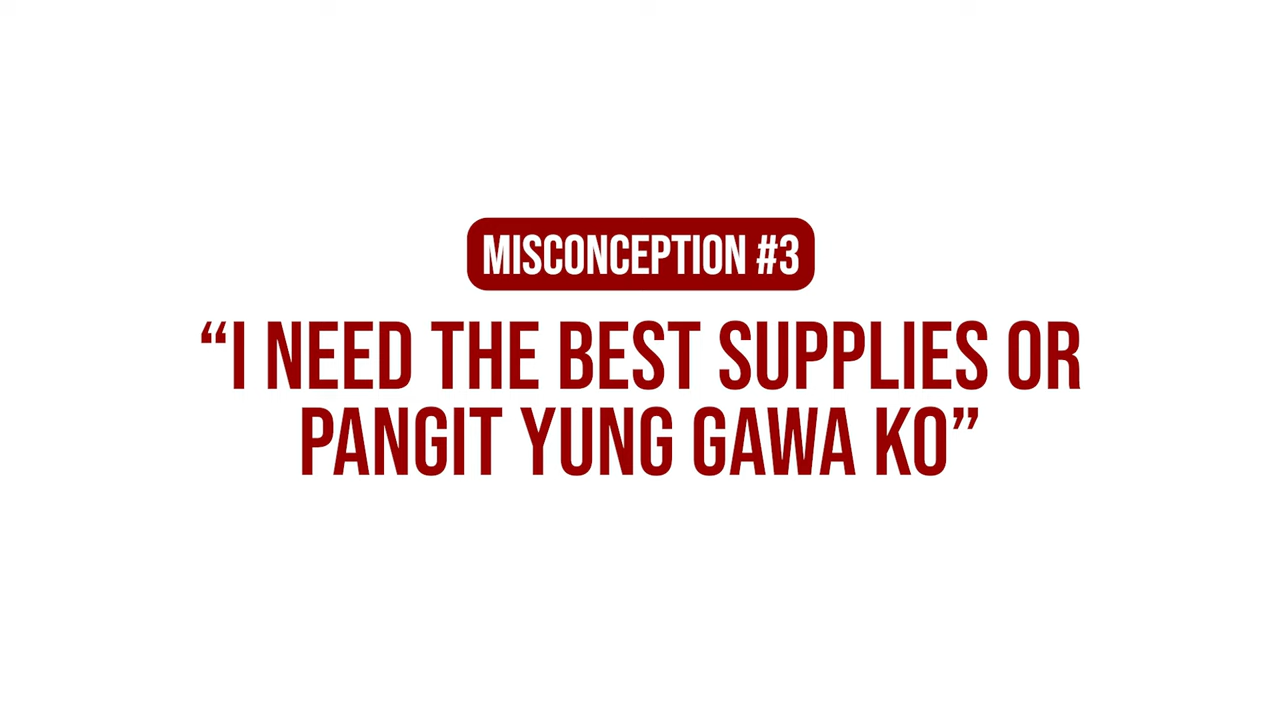 MISCONCEPTION #3
“I NEED THE BEST SUPPLIES OR
PANGIT YUNG GAWA KO”